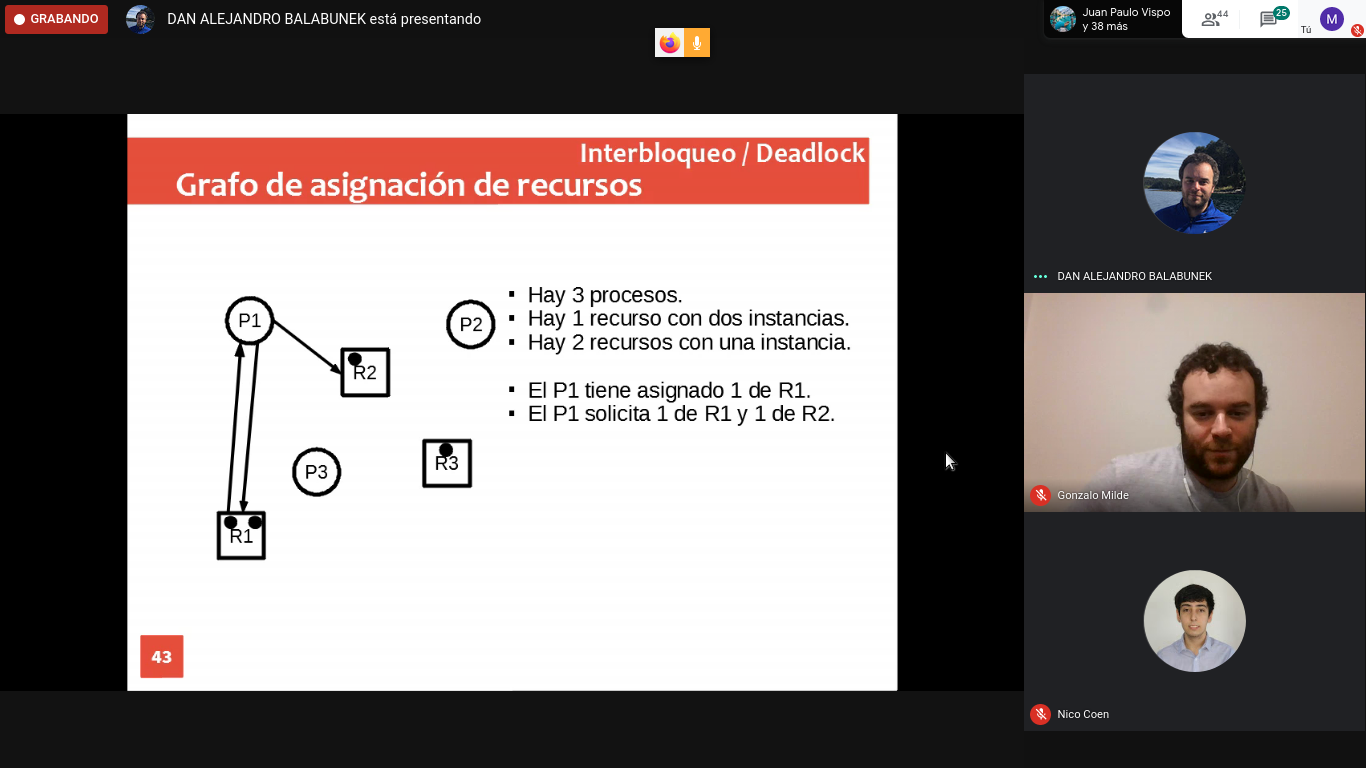 GRABANDO
DAN ALEJANDRO BALABUNEK está presentando
Juan Paulo Vispo
y 38 más
44
25
Tú
M
Interbloqueo / Deadlock
Grafo de asignación de recursos
P1
P2
R2
P3
R3
R1
▪ Hay 3 procesos.
▪ Hay 1 recurso con dos instancias.
▪ Hay 2 recursos con una instancia.
▪ El P1 tiene asignado 1 de R1.
▪ El P1 solicita 1 de R1 y 1 de R2.
43
DAN ALEJANDRO BALABUNEK
Gonzalo Milde
Nico Coen